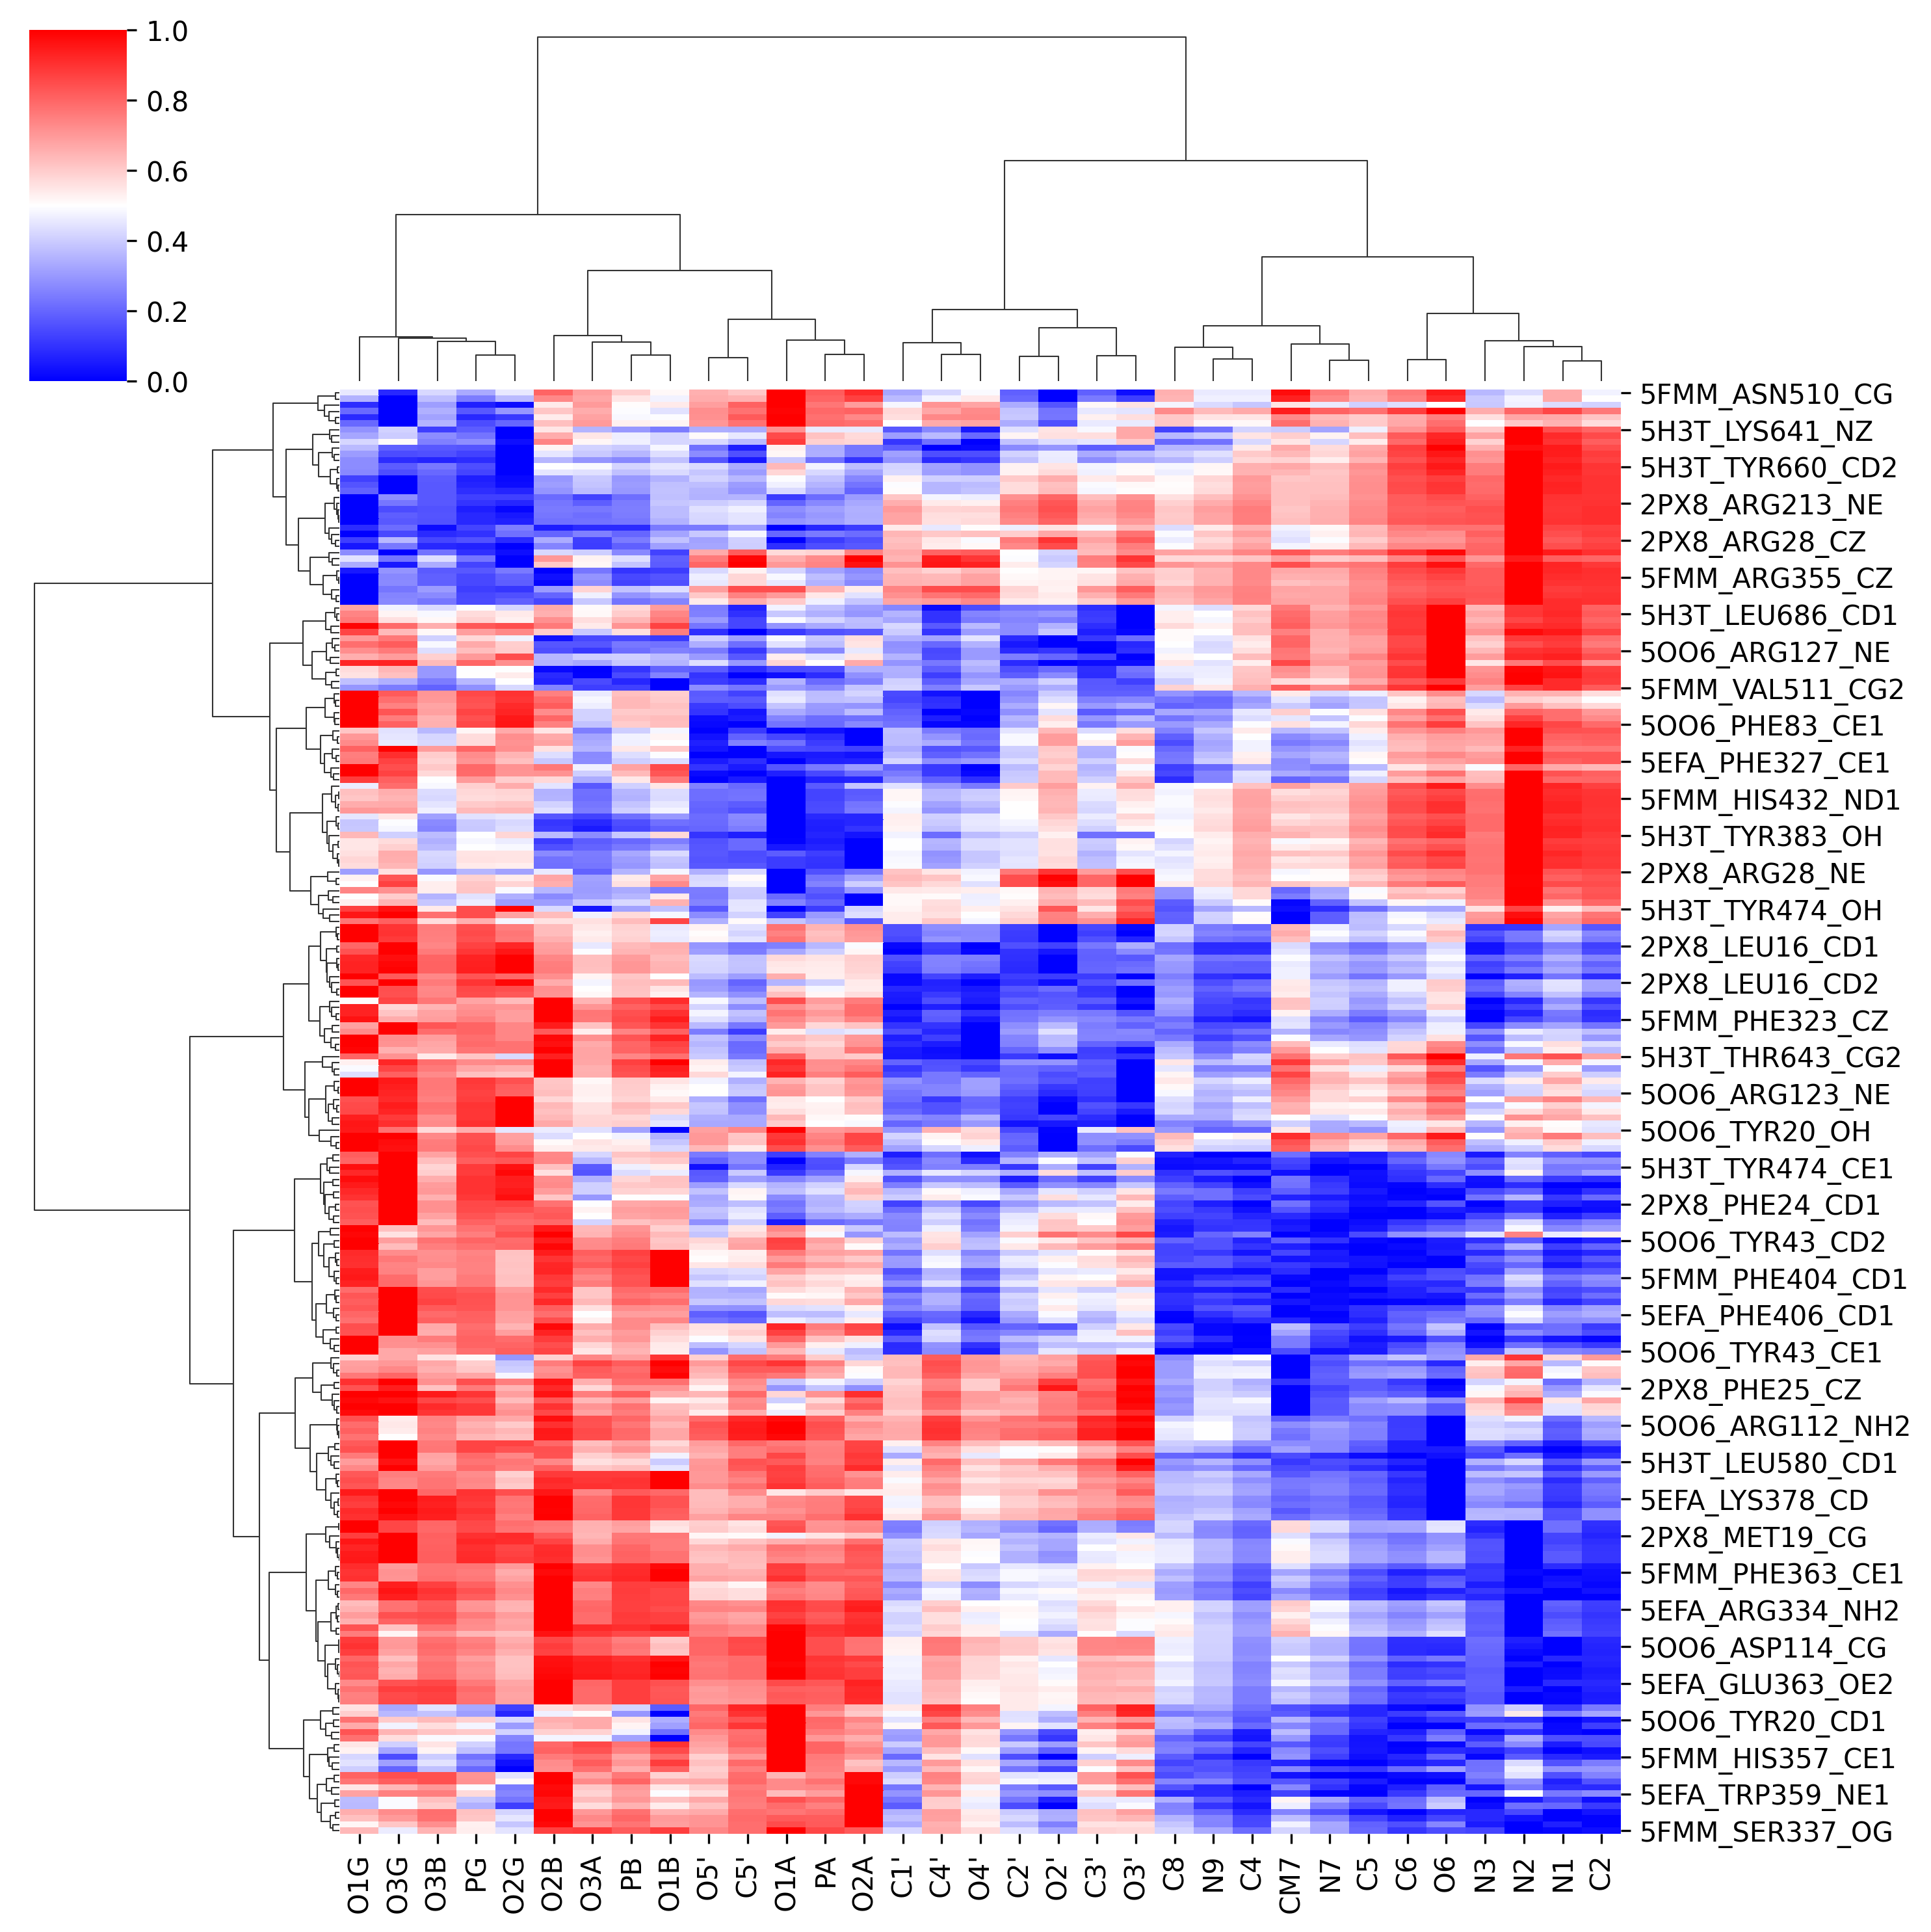 1.0
0.8
0.6
0.4
0.2
0.0
5FMM_ASN510_CG
5H3T_LYS641_NZ
5H3T_TYR660_CD2
2PX8_ARG213_NE
2PX8_ARG28_CZ
5FMM_ARG355_CZ
5H3T_LEU686_CD1
5OO6_ARG127_NE
5FMM_VAL511_CG2
5OO6_PHE83_CE1
5EFA_PHE327_CE1
5FMM_HIS432_ND1
5H3T_TYR383_OH
2PX8_ARG28_NE
5H3T_TYR474_OH
2PX8_LEU16_CD1
2PX8_LEU16_CD2
5FMM_PHE323_CZ
5H3T_THR643_CG2
5OO6_ARG123_NE
5OO6_TYR20_OH
5H3T_TYR474_CE1
2PX8_PHE24_CD1
5OO6_TYR43_CD2
5FMM_PHE404_CD1
5EFA_PHE406_CD1
5OO6_TYR43_CE1
2PX8_PHE25_CZ
5OO6_ARG112_NH2
5H3T_LEU580_CD1
5EFA_LYS378_CD
2PX8_MET19_CG
5FMM_PHE363_CE1
5EFA_ARG334_NH2
5OO6_ASP114_CG
5EFA_GLU363_OE2
5OO6_TYR20_CD1
5FMM_HIS357_CE1
5EFA_TRP359_NE1
5FMM_SER337_OG
O1G O3G O3B PG O2G O2B O3A PB O1B O5' C5' O1A PA O2A C1' C4' O4' C2' O2' C3' O3' C8 N9 C4 CM7 N7 C5 C6 O6 N3 N2 N1 C2